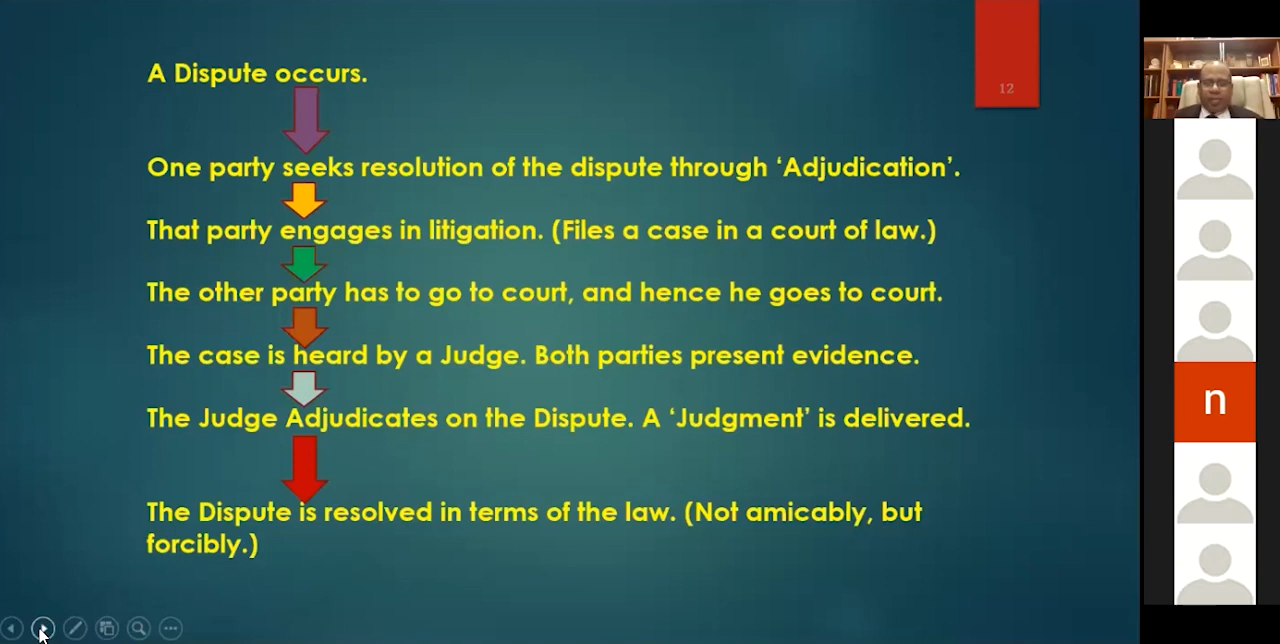 A Dispute occurs.
12
One party seeks resolution of the dispute through ‘Adjudication’.
That party engages in litigation. (Files a case in a court of law.)
The other party has to go to court, and hence he goes to court.
The case is heard by a Judge. Both parties present evidence.
The Judge Adjudicates on the Dispute. A ‘Judgment’ is delivered.
The Dispute is resolved in terms of the law. (Not amicably, but
forcibly.)
n